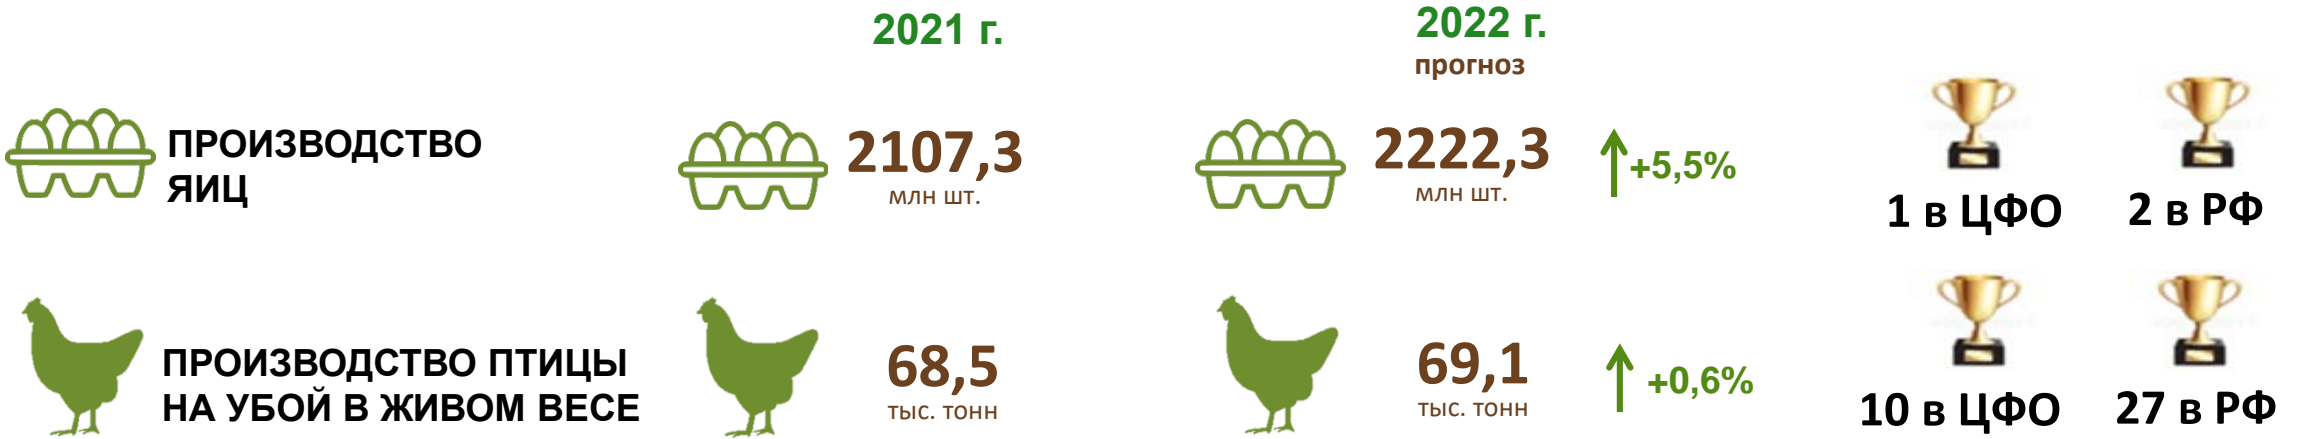 2021 г.
2022 г.
прогноз
ПРОИЗВОДСТВО
ЯИЦ
2107,3
млн шт.
2222,3
млн шт.
+5,5%
1 в ЦФО
2 в РФ
ПРОИЗВОДСТВО ПТИЦЫ
НА УБОЙ В ЖИВОМ ВЕСЕ
68,5
тыс. тонн
69,1
тыс. тонн
+0,6%
10 в ЦФО
27 в РФ